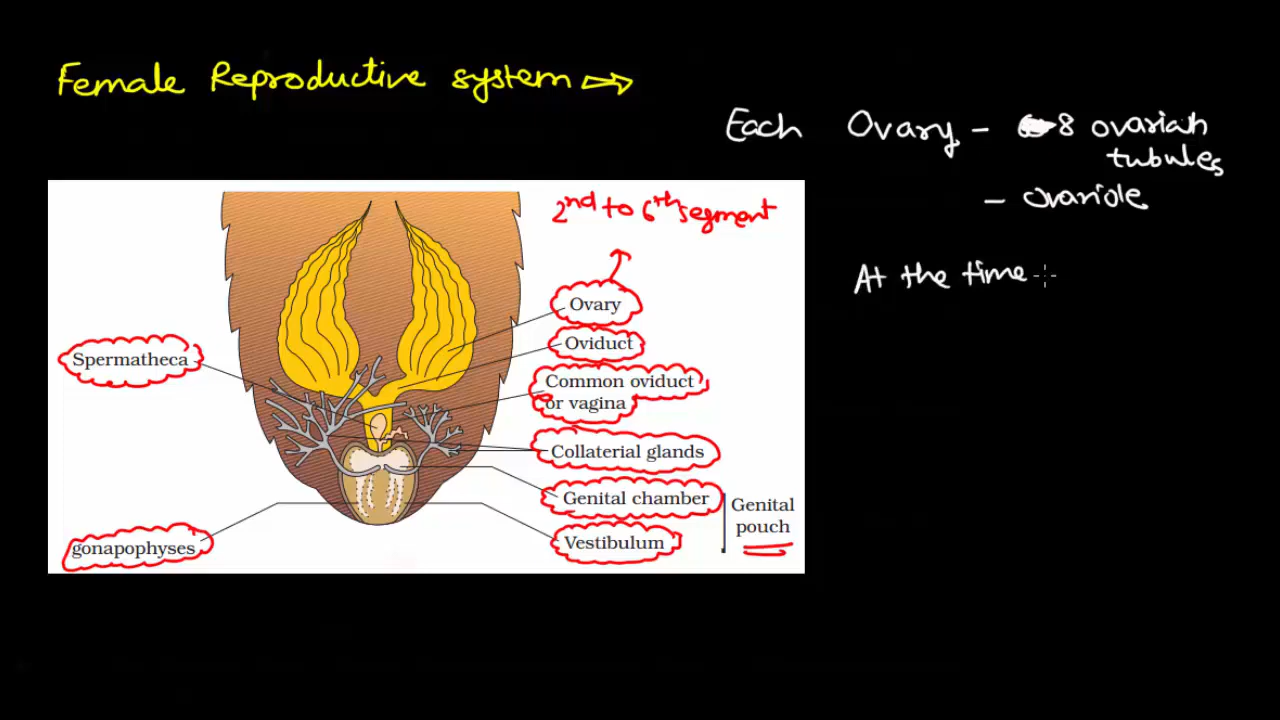 Female Reproductive system
Each Ovary - 8 ovarian
tubules
- ovariole
2nd to 6th segment
At the time
Ovary
Oviduct
Spermatheca
Common oviduct
or vagina
Collaterial glands
Genital chamber
Genital
pouch
Vestibulum
gonapophyses